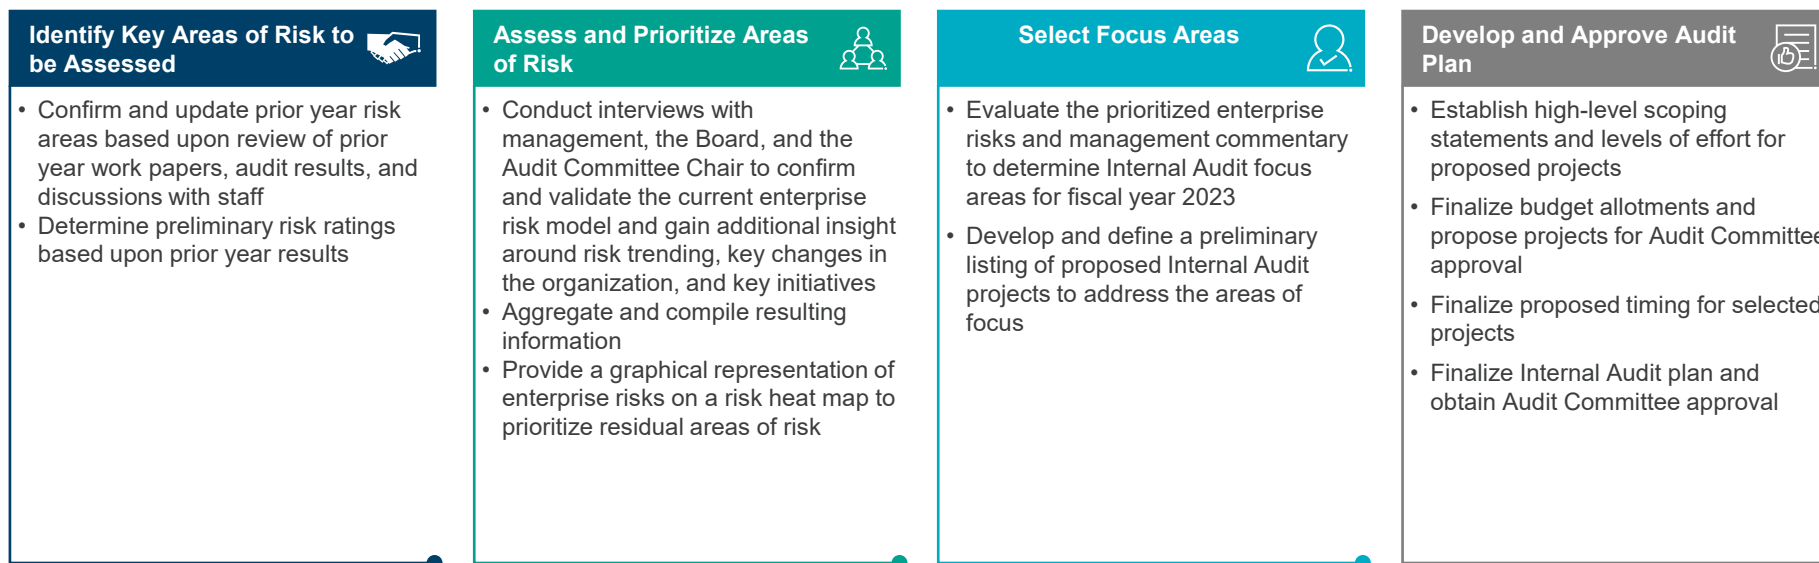 Identify Key Areas of Risk to
be Assessed
• Confirm and update prior year risk
areas based upon review of prior
year work papers, audit results, and
discussions with staff
• Determine preliminary risk ratings
based upon prior year results
Assess and Prioritize Areas
of Risk
• Conduct interviews with
management, the Board, and the
Audit Committee Chair to confirm
and validate the current enterprise
risk model and gain additional insight
around risk trending, key changes in
the organization, and key initiatives
• Aggregate and compile resulting
information
• Provide a graphical representation of
enterprise risks on a risk heat map to
prioritize residual areas of risk
Select Focus Areas
• Evaluate the prioritized enterprise
risks and management commentary
to determine Internal Audit focus
areas for fiscal year 2023
• Develop and define a preliminary
listing of proposed Internal Audit
projects to address the areas of
focus
Develop and Approve Audit
Plan
• Establish high-level scoping
statements and levels of effort for
proposed projects
• Finalize budget allotments and
propose projects for Audit Committee
approval
• Finalize proposed timing for selected
projects
• Finalize Internal Audit plan and
obtain Audit Committee approval